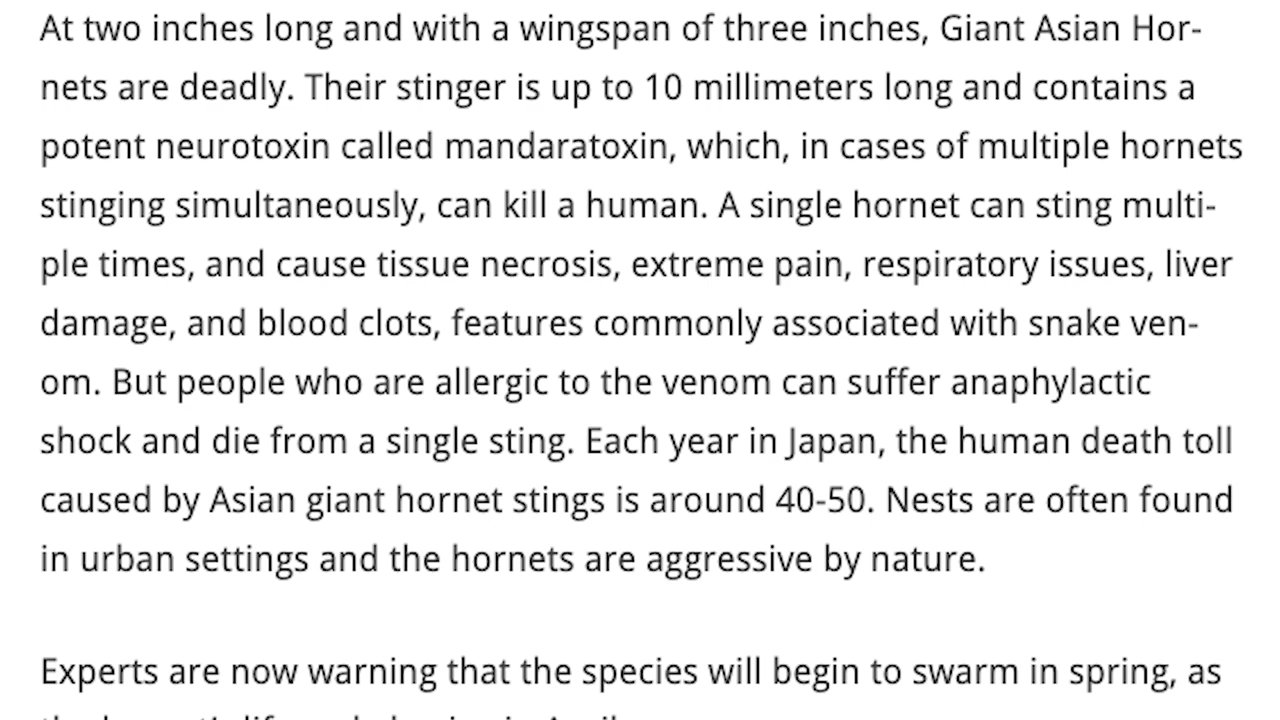 At two inches long and with a wingspan of three inches, Giant Asian Hor-
nets are deadly. Their stinger is up to 10 millimeters long and contains a
potent neurotoxin called mandaratoxin, which, in cases of multiple hornets
stinging simultaneously, can kill a human. A single hornet can sting multi-
ple times, and cause tissue necrosis, extreme pain, respiratory issues, liver
damage, and blood clots, features commonly associated with snake ven-
om. But people who are allergic to the venom can suffer anaphylactic
shock and die from a single sting. Each year in Japan, the human death toll
caused by Asian giant hornet stings is around 40-50. Nests are often found
in urban settings and the hornets are aggressive by nature.
Experts are now warning that the species will begin to swarm in spring, as